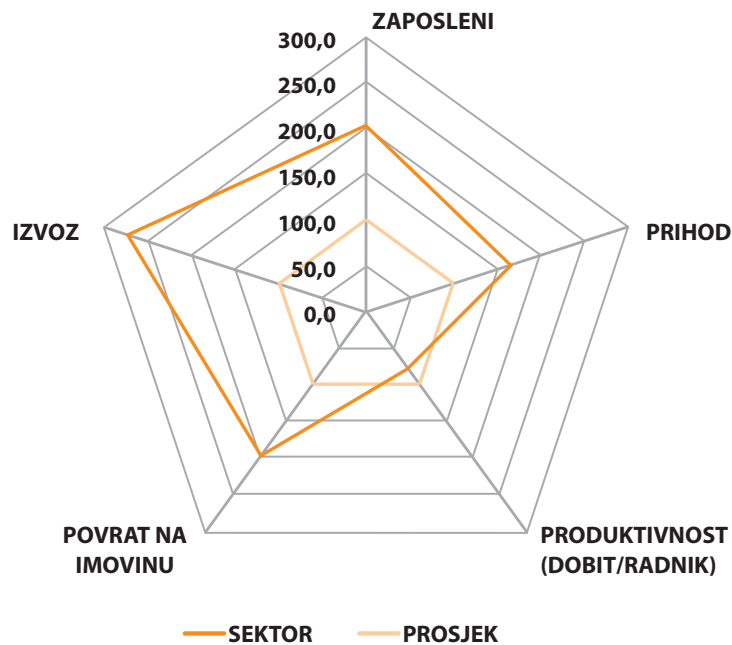 ZAPOSLENI
300,0
250,0
200,0
150,0
100,0
50,0
0,0
IZVOZ
PRIHOD
POVRAT NA
IMOVINU
PRODUKTIVNOST
(DOBIT/RADNIK)
SEKTOR
PROSJEK